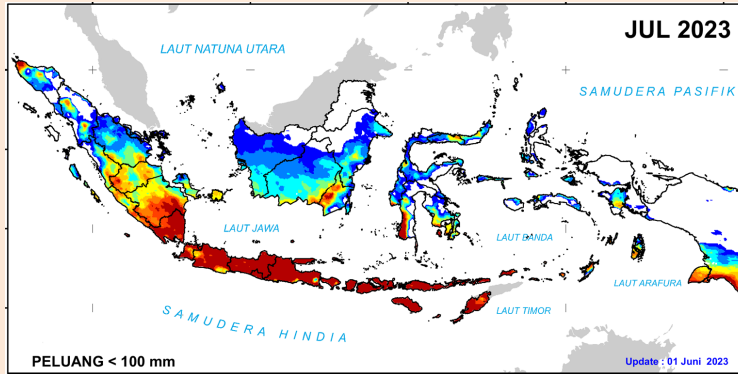 JUL 2023
LAUT NATUNA UTARA
SAMUDERA PASIFIK
LAUT JAWA
LAUT BANDA
LAUT ARAFURA
LAUT TIMOR
SAMUDERA HINDIA
PELUANG < 100 mm
Update : 01 Juni 2023